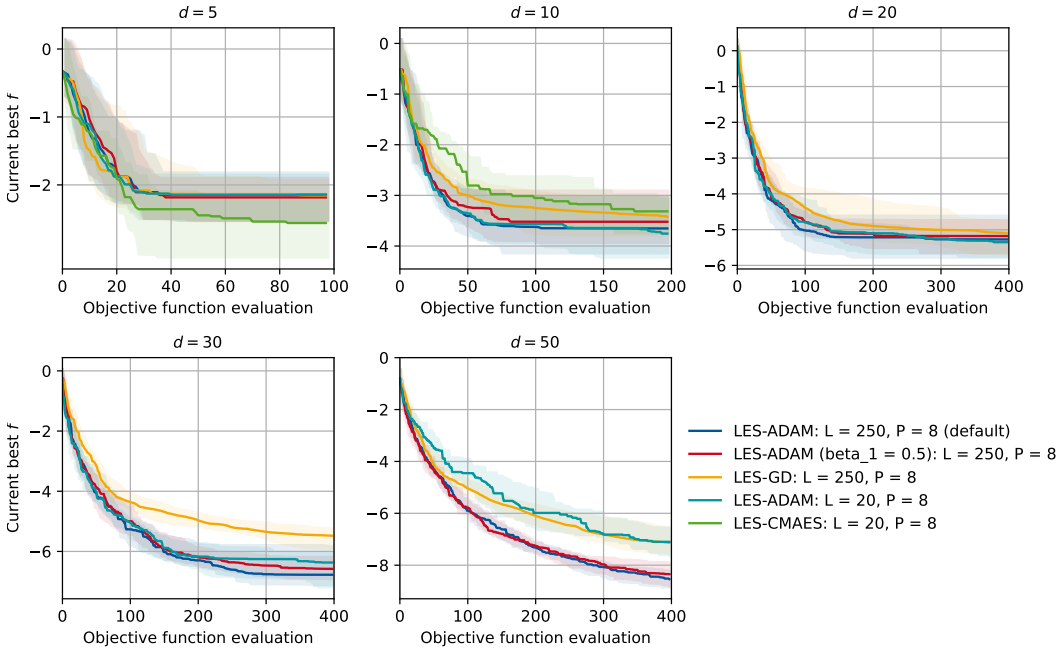 d = 5
d = 10
d = 20
Current best f
0
−1
−2
0 20 40 60 80 100
Objective function evaluation
0
−1
−2
−3
−4
0 50 100 150 200
Objective function evaluation
0
−1
−2
−3
−4
−5
−6
0 100 200 300 400
Objective function evaluation
d = 30
d = 50
Current best f
0
−2
−4
−6
0 100 200 300 400
Objective function evaluation
0
−2
−4
−6
−8
0 100 200 300 400
Objective function evaluation
LES-ADAM: L = 250, P = 8 (default)
LES-ADAM (beta_1 = 0.5): L = 250, P = 8
LES-GD: L = 250, P = 8
LES-ADAM: L = 20, P = 8
LES-CMAES: L = 20, P = 8